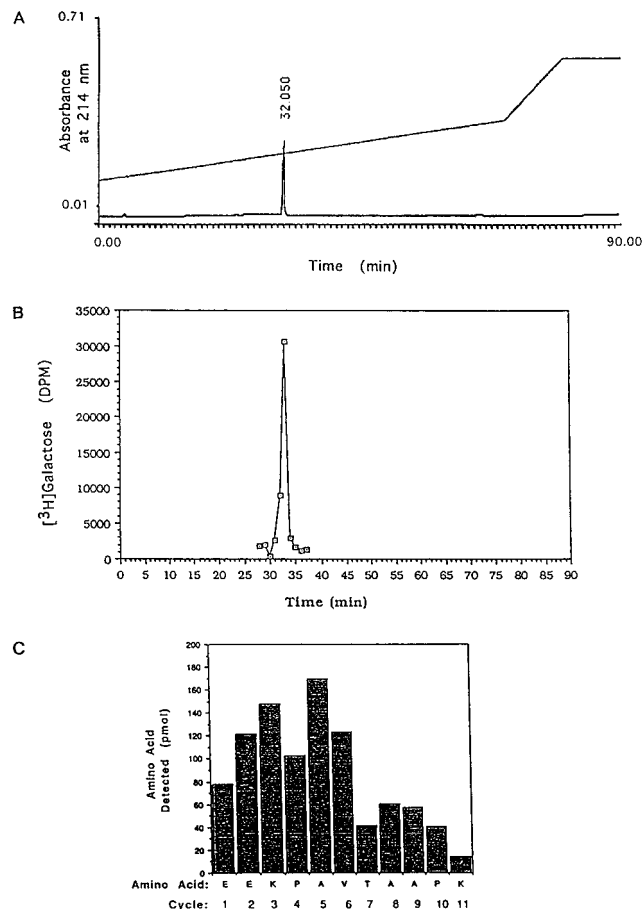 A
0.71
Absorbance
at 214 nm
32.050
0.01
0.00
90.00
Time (min)
B
35000
30000
25000
20000
15000
10000
5000
0
[³H]Galactose (DPM)
0 5 10 15 20 25 30 35 40 45 50 55 60 65 70 75 80 85 90
Time (min)
C
200
180
160
140
120
100
80
60
40
20
0
Amino Acid
Detected (pmol)
Amino Acid: E E K P A V T A A P K
Cycle: 1 2 3 4 5 6 7 8 9 10 11